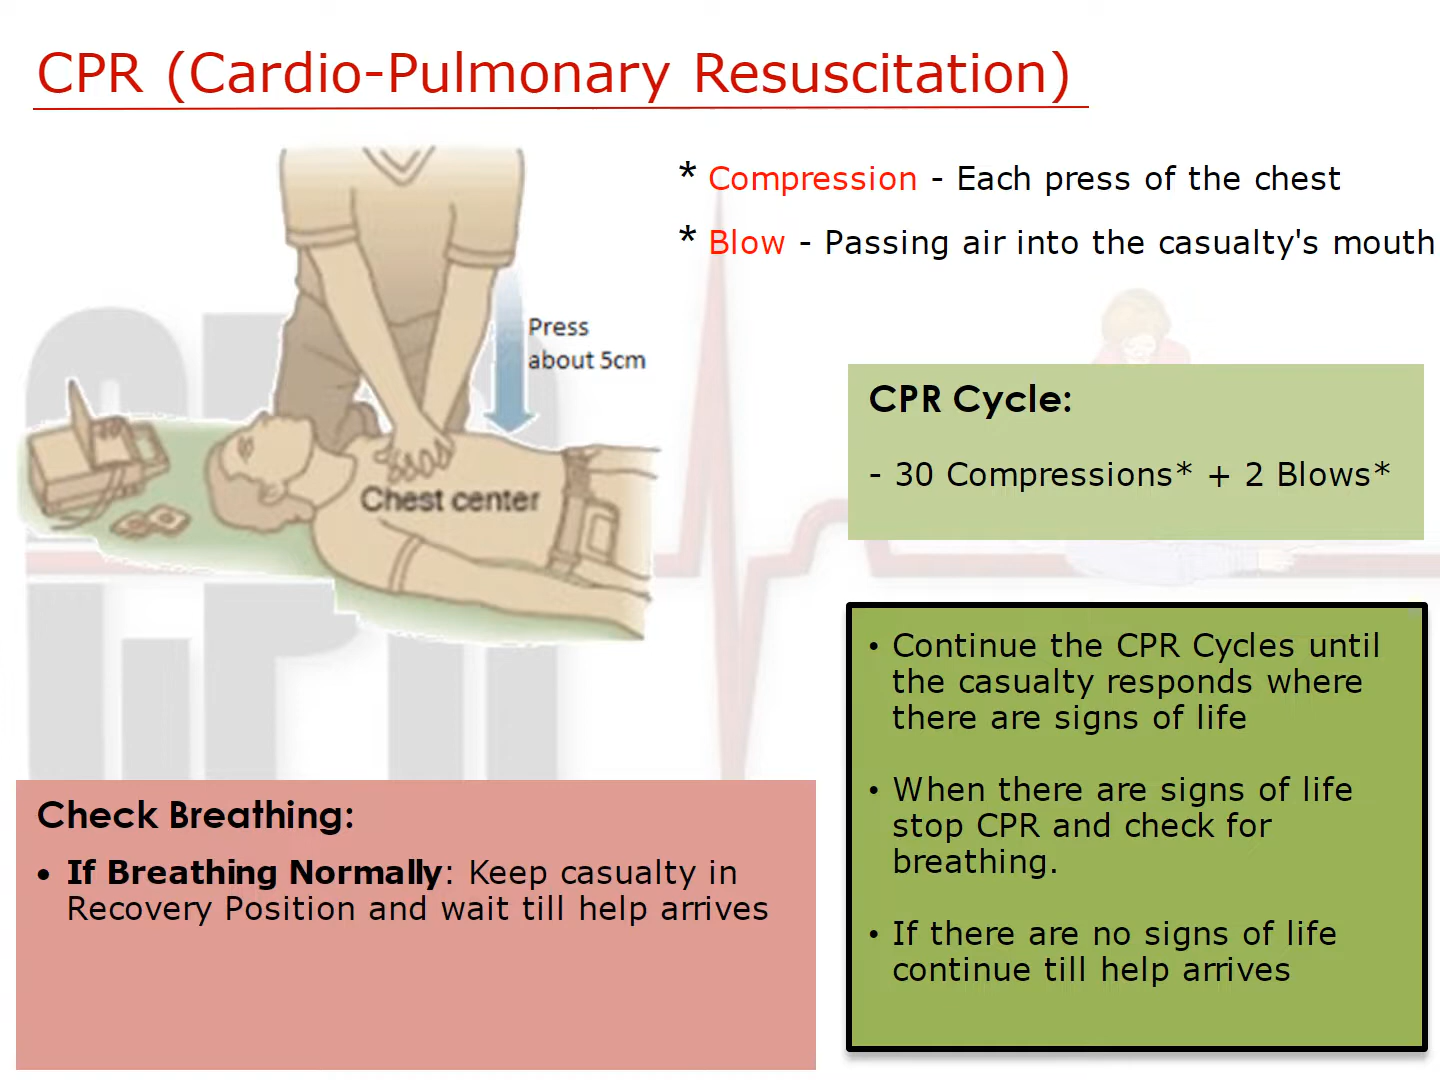 CPR (Cardio-Pulmonary Resuscitation)
* Compression - Each press of the chest
* Blow - Passing air into the casualty's mouth
Press
about 5cm
Chest center
CPR Cycle:
- 30 Compressions* + 2 Blows*
• Continue the CPR Cycles until
the casualty responds where
there are signs of life
• When there are signs of life
stop CPR and check for
breathing.
• If there are no signs of life
continue till help arrives
Check Breathing:
• If Breathing Normally: Keep casualty in
Recovery Position and wait till help arrives